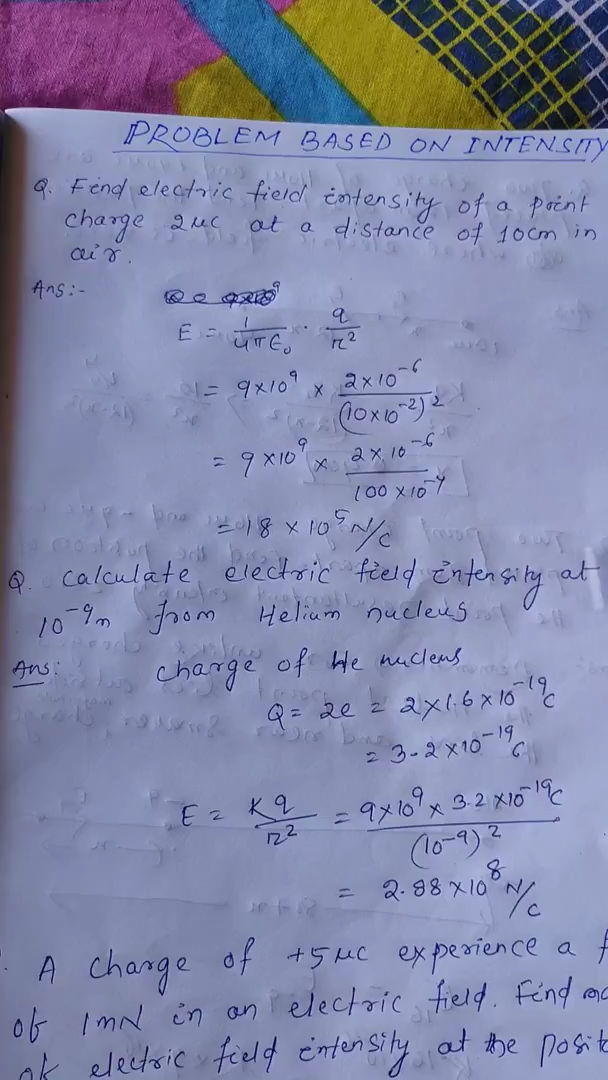 PROBLEM BASED ON INTENSITY
Q. Find electric field intensity of a point
charge 2μc at a distance of 10cm in
air.
Ans:-
E = 1/4πϵ₀ · q/r²
= 9×10⁹ × 2×10⁻⁶/(10×10⁻²)²
= 9×10⁹ × 2×10⁻⁶/100×10⁻⁴
= 18 × 10⁵ N/C
Q. Calculate electric field intensity at
10⁻⁹m from Helium nucleus
Ans: charge of He nucleus
Q = 2e = 2×1.6×10⁻¹⁹C
= 3.2×10⁻¹⁹C
E = Kq/r² = 9×10⁹ × 3.2×10⁻¹⁹C/(10⁻⁹)²
= 2.88×10⁸ N/C
A charge of +5μc experience a
of 1mN in an electric field. Find
of electric field intensity at the